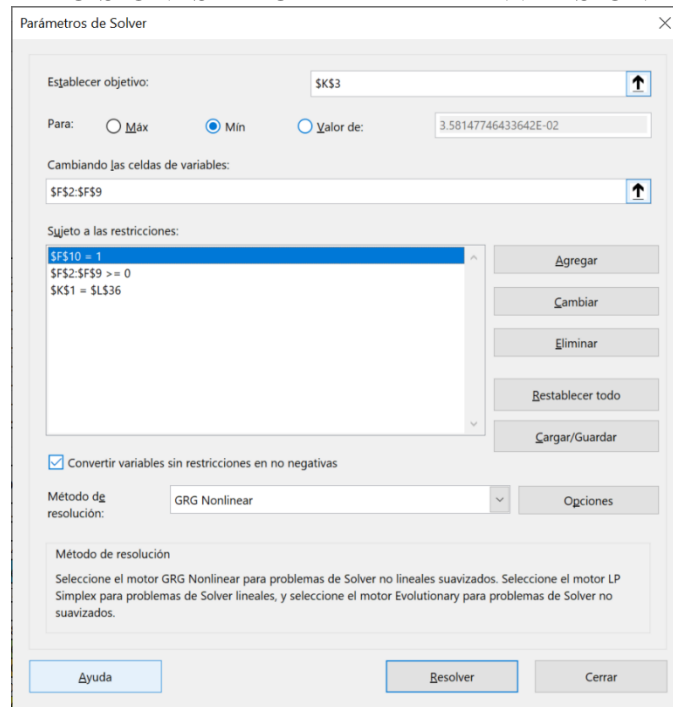 Parámetros de Solver
Establecer objetivo:
$K$3
Para:
Máx
Mín
Valor de:
3.58147746433642E-02
Cambiando las celdas de variables:
$F$2:$F$9
Sujeto a las restricciones:
$F$10 = 1
$F$2:$F$9 >= 0
$K$1 = $L$36
Agregar
Cambiar
Eliminar
Restablecer todo
Cargar/Guardar
Convertir variables sin restricciones en no negativas
Método de
resolución:
GRG Nonlinear
Opciones
Método de resolución
Seleccione el motor GRG Nonlinear para problemas de Solver no lineales suavizados. Seleccione el motor LP
Simplex para problemas de Solver lineales, y seleccione el motor Evolutionary para problemas de Solver no
suavizados.
Ayuda
Resolver
Cerrar